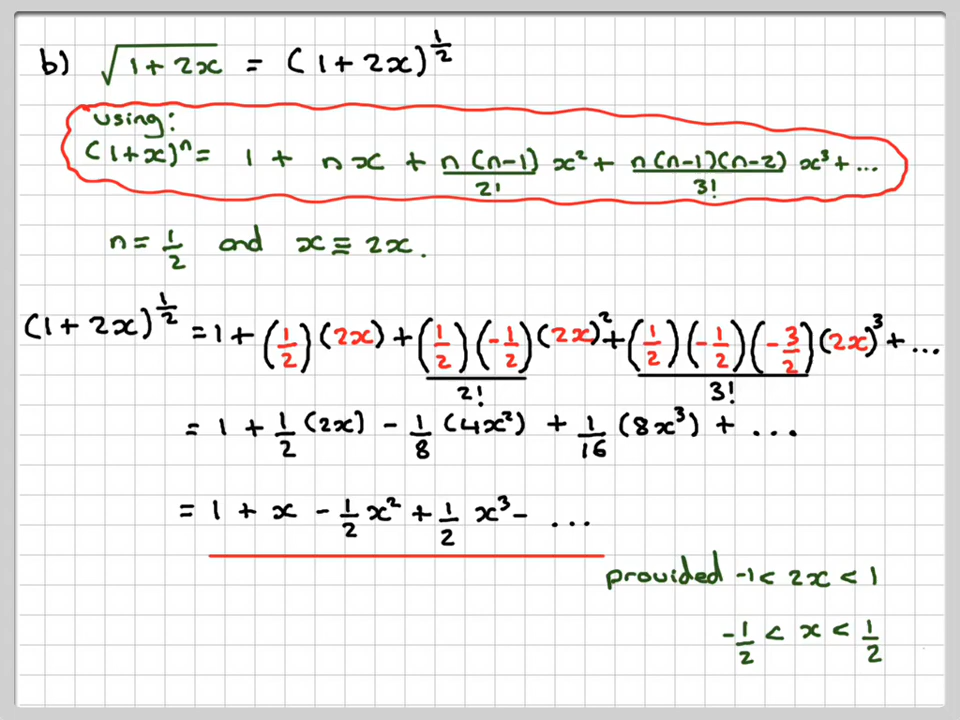 b) √(1 + 2x) = (1 + 2x)^(1/2)
using:
(1+x)^n = 1 + nx + n(n-1)/2! x² + n(n-1)(n-2)/3! x³ + ...
n = 1/2 and x ≡ 2x.
(1 + 2x)^(1/2) = 1 + (1/2)(2x) + (1/2)(-1/2)/2! (2x)² + (1/2)(-1/2)(-3/2)/3! (2x)³ + ...
= 1 + 1/2 (2x) - 1/8 (4x²) + 1/16 (8x³) + ...
= 1 + x - 1/2 x² + 1/2 x³ - ...
provided -1 < 2x < 1
-1/2 < x < 1/2